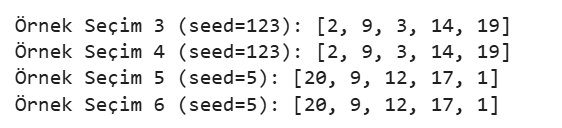 Örnek Seçim 3 (seed=123): [2, 9, 3, 14, 19]
Örnek Seçim 4 (seed=123): [2, 9, 3, 14, 19]
Örnek Seçim 5 (seed=5): [20, 9, 12, 17, 1]
Örnek Seçim 6 (seed=5): [20, 9, 12, 17, 1]